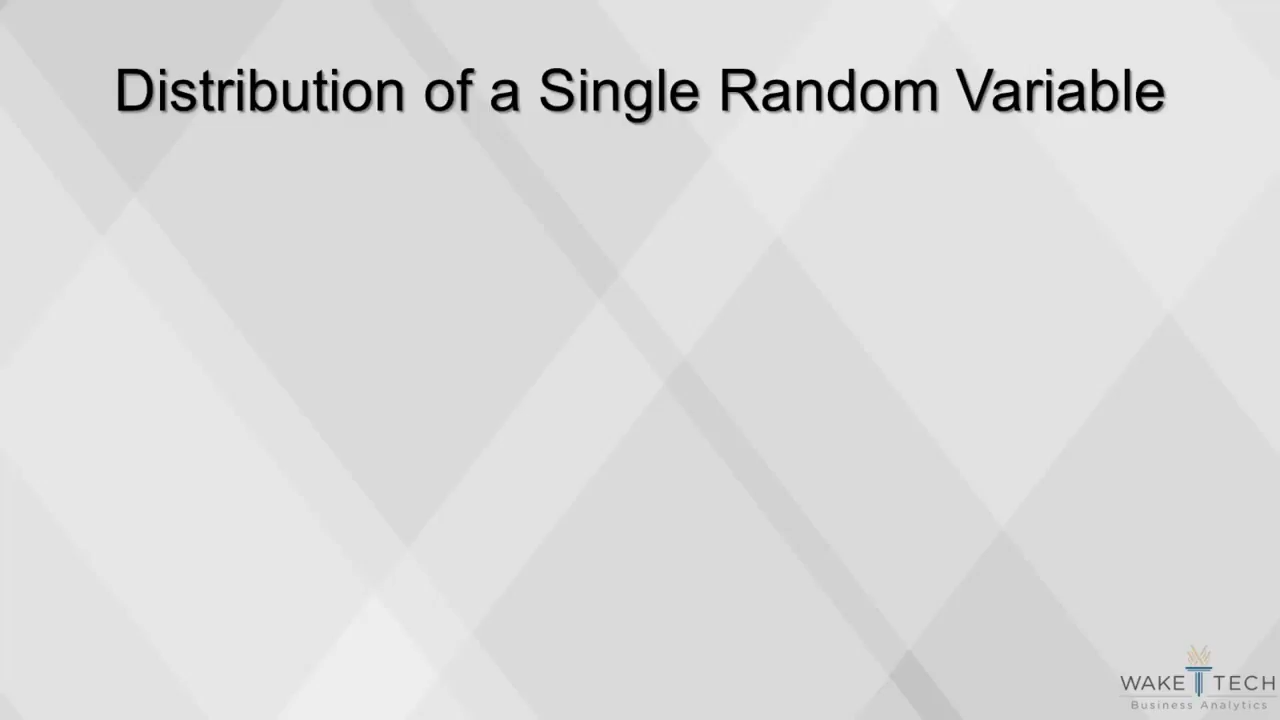 Distribution of a Single Random Variable
WAKE TECH
Business Analytics